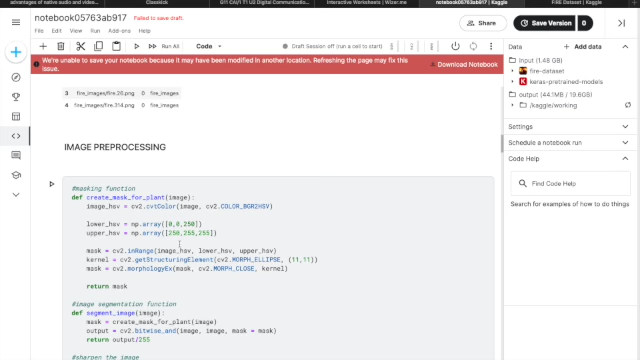 advantages of native audio and video
Classkick
G11 CA/1 T1 U2 Digital Communicatio...
Interactive Worksheets | Wizer.me
notebook05763ab917 | Kaggle
FIRE Dataset | Kaggle
notebook05763ab917
Failed to save draft.
File Edit View Run Add-ons Help
Share
Save Version 0
Run All
Code
Draft Session off (run a cell to start)
We're unable to save your notebook because it may have been modified in another location. Refreshing the page may fix this issue.
Download Notebook
3 fire_images/fire.25.png 0 fire_images
4 fire_images/fire.314.png 0 fire_images
IMAGE PREPROCESSING
#masking function
def create_mask_for_plant(image):
image_hsv = cv2.cvtColor(image, cv2.COLOR_BGR2HSV)
lower_hsv = np.array([0,0,250])
upper_hsv = np.array([250,255,255])
mask = cv2.inRange(image_hsv, lower_hsv, upper_hsv)
kernel = cv2.getStructuringElement(cv2.MORPH_ELLIPSE, (11,11))
mask = cv2.morphologyEx(mask, cv2.MORPH_CLOSE, kernel)
return mask
#image segmentation function
def segment_image(image):
mask = create_mask_for_plant(image)
output = cv2.bitwise_and(image, image, mask = mask)
return output/255
#sharpen the image
Data
Add data
Input (1.48 GB)
fire-dataset
keras-pretrained-models
output (44.1MB / 19.6GB)
/kaggle/working
Settings
Schedule a notebook run
Code Help
Find Code Help
Search for examples of how to do things